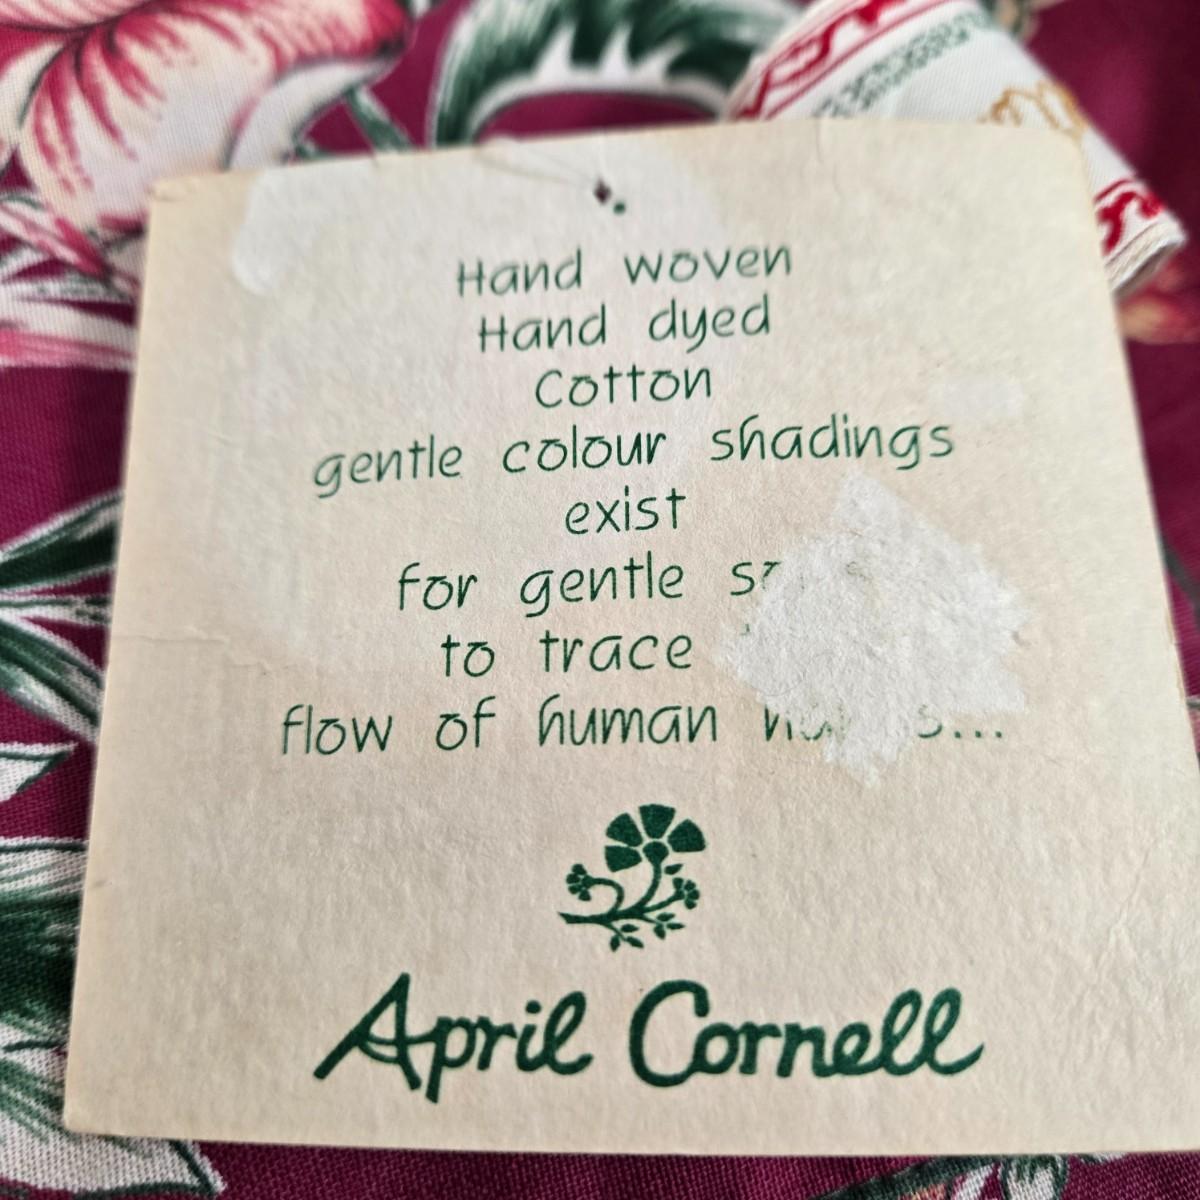 Hand woven
Hand dyed
Cotton
gentle colour shadings
exist
for gentle
to trace
flow of human
April Cornell